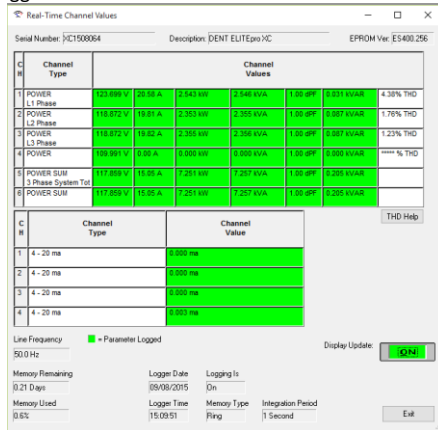 gg
Real-Time Channel Values
Serial Number: XC1508064 Description: DENT ELITEpro XC EPROM Ver: ES400.256
C H Channel Type Channel Values
1 POWER L1 Phase 123.699 V 20.58 A 2.543 kW 2.546 kVA 1.00 dPF 0.031 kVAR 4.38% THD
2 POWER L2 Phase 118.872 V 19.81 A 2.353 kW 2.355 kVA 1.00 dPF 0.087 kVAR 1.76% THD
3 POWER L3 Phase 118.872 V 19.82 A 2.355 kW 2.356 kVA 1.00 dPF 0.087 kVAR 1.23% THD
4 POWER 109.991 V 0.00 A 0.000 kW 0.000 kVA 1.00 dPF 0.000 kVAR ***** % THD
5 POWER SUM 3 Phase System Tot 117.859 V 15.05 A 7.251 kW 7.257 kVA 1.00 dPF 0.205 kVAR
6 POWER SUM 117.859 V 15.05 A 7.251 kW 7.257 kVA 1.00 dPF 0.205 kVAR
THD Help
C H Channel Type Channel Value
1 4 - 20 ma 0.000 ma
2 4 - 20 ma 0.000 ma
3 4 - 20 ma 0.000 ma
4 4 - 20 ma 0.003 ma
Line Frequency = Parameter Logged
50.0 Hz Display Update: ON
Memory Remaining Logger Date Logging Is
0.21 Days 09/08/2015 On
Memory Used Logger Time Memory Type Integration Period
0.6% 15:09:51 Ring 1 Second Exit